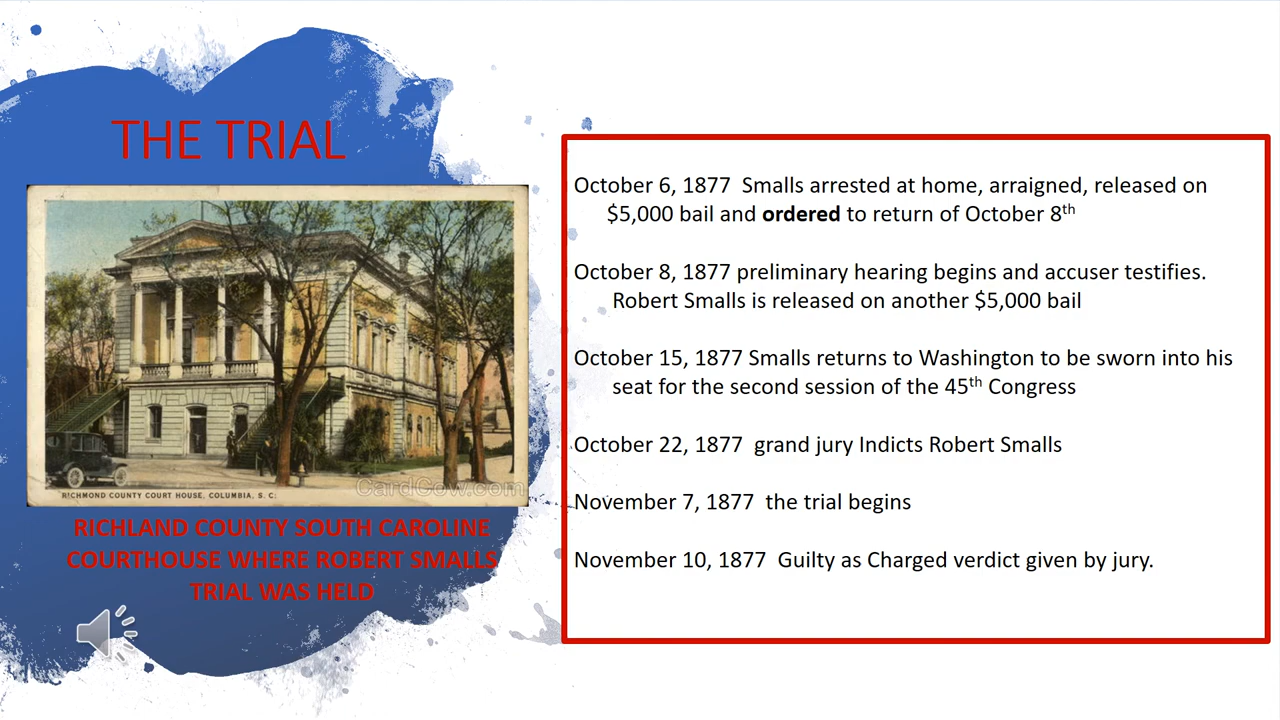 THE TRIAL
RICHMOND COUNTY COURT HOUSE, COLUMBIA, S. C.
CardCow.com
RICHLAND COUNTY SOUTH CAROLINE
COURTHOUSE WHERE ROBERT SMALLS
TRIAL WAS HELD
October 6, 1877 Smalls arrested at home, arraigned, released on
$5,000 bail and ordered to return of October 8th
October 8, 1877 preliminary hearing begins and accuser testifies.
Robert Smalls is released on another $5,000 bail
October 15, 1877 Smalls returns to Washington to be sworn into his
seat for the second session of the 45th Congress
October 22, 1877 grand jury Indicts Robert Smalls
November 7, 1877 the trial begins
November 10, 1877 Guilty as Charged verdict given by jury.